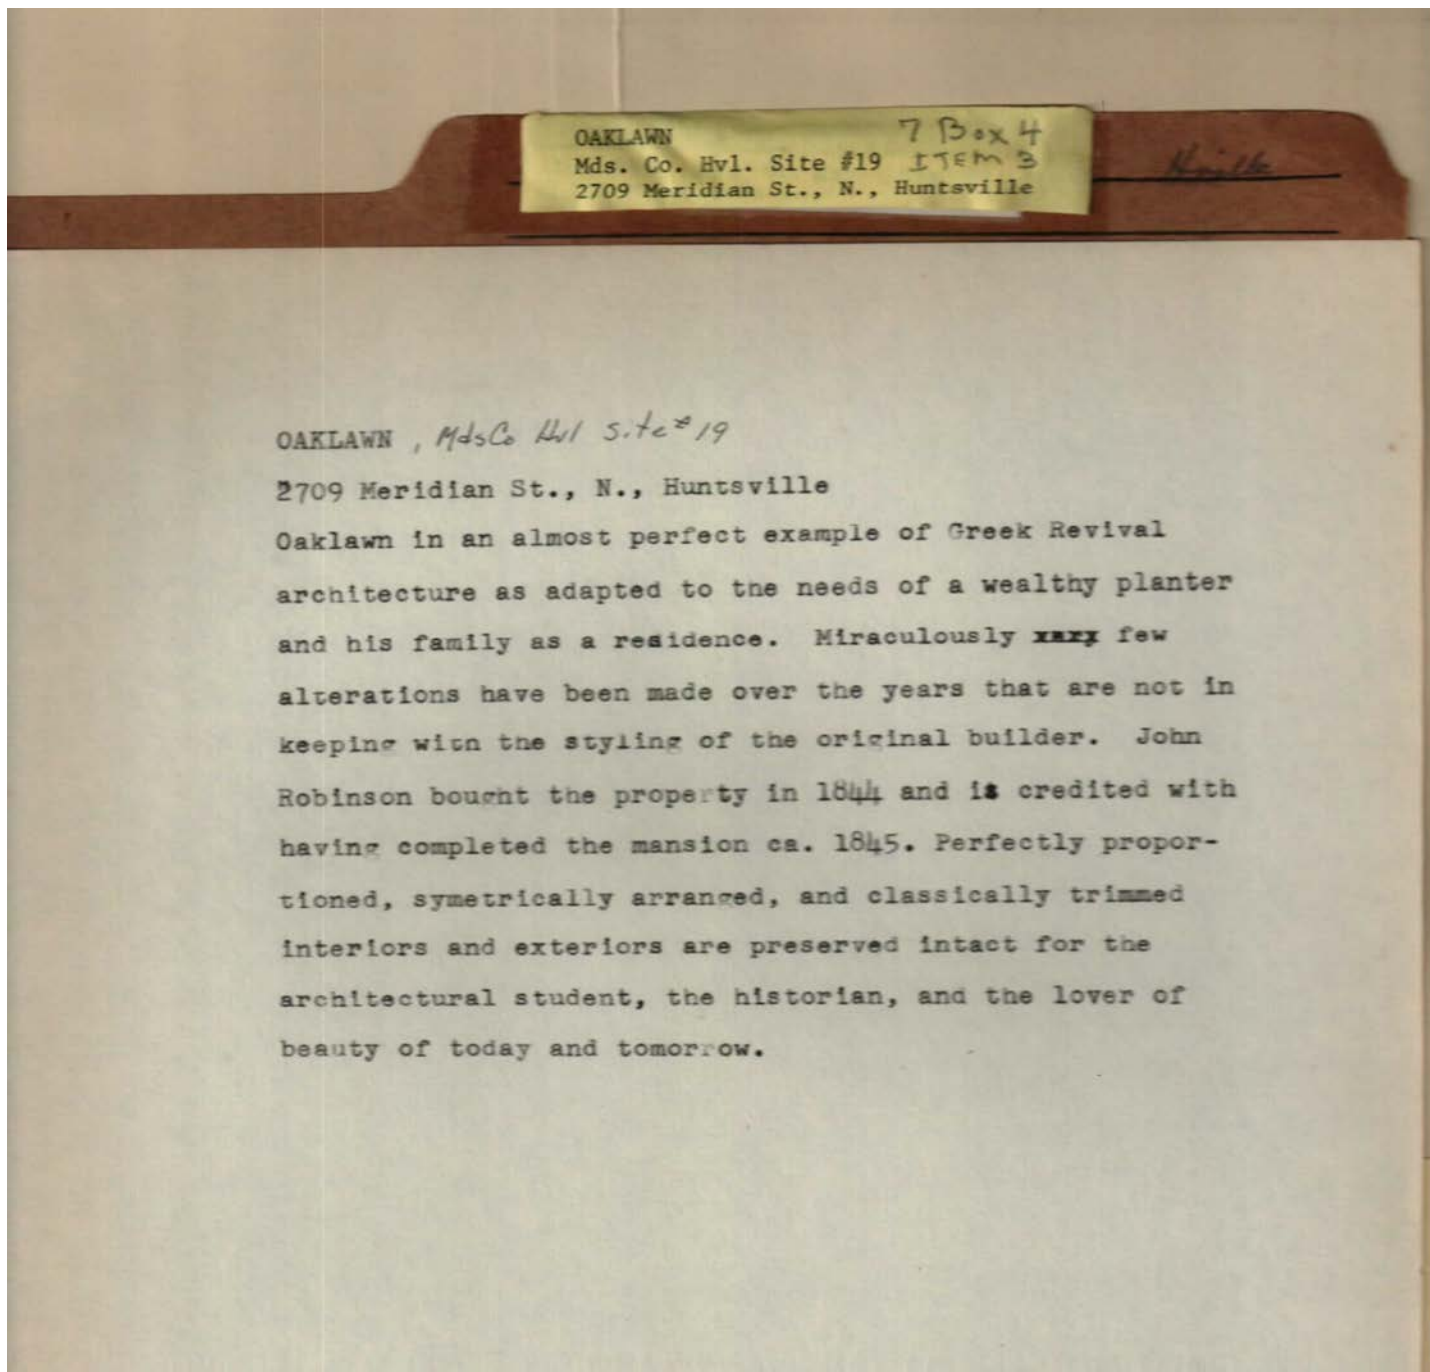 OAKLAWN 7 Box 4
Mds. Co. Hvl. Site #19 ITEM 3
2709 Meridian St., N., Huntsville
Hville
OAKLAWN , MdsCo Hvl Site #19
2709 Meridian St., N., Huntsville
Oaklawn in an almost perfect example of Greek Revival
architecture as adapted to the needs of a wealthy planter
and his family as a residence. Miraculously few
alterations have been made over the years that are not in
keeping with the styling of the original builder. John
Robinson bought the property in 1844 and is credited with
having completed the mansion ca. 1845. Perfectly propor-
tioned, symetrically arranged, and classically trimmed
interiors and exteriors are preserved intact for the
architectural student, the historian, and the lover of
beauty of today and tomorrow.